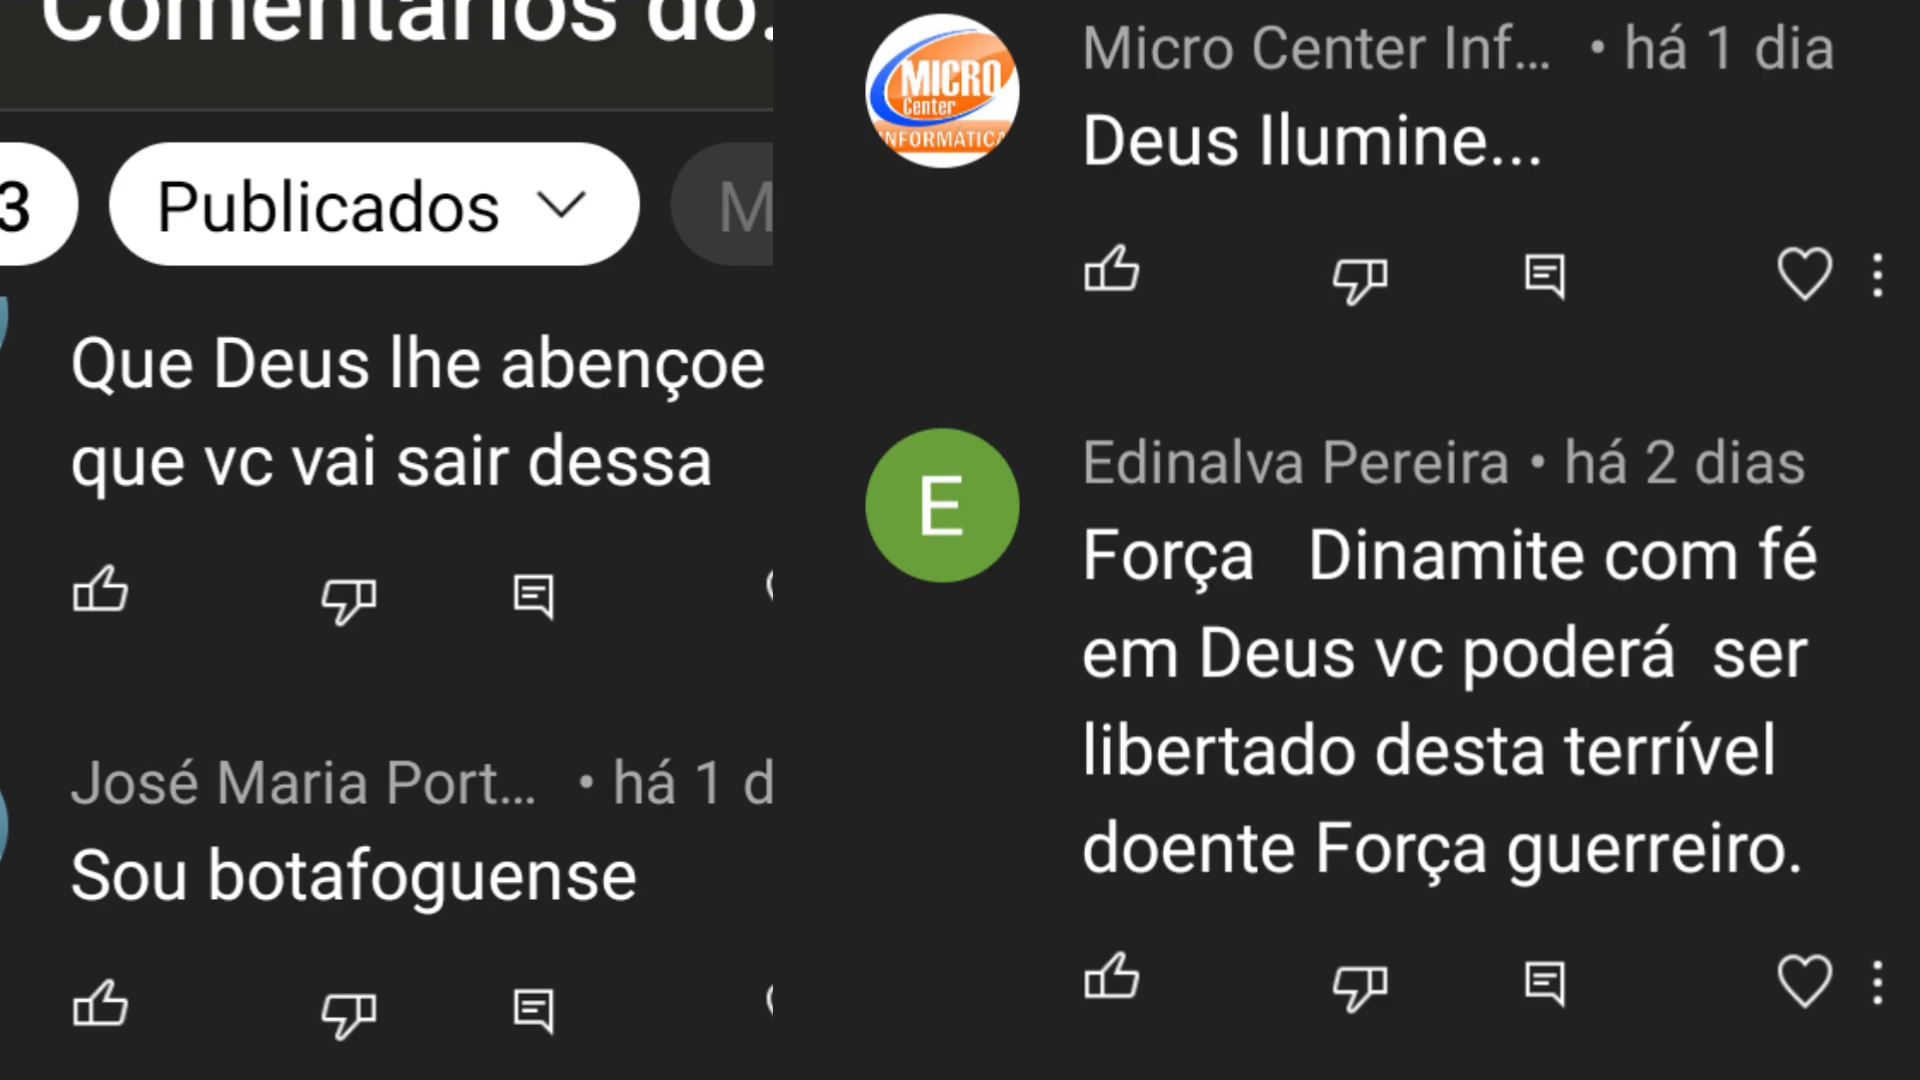 Comentários do.
3
Publicados
M
Que Deus lhe abençoe
que vc vai sair dessa
José Maria Port... • há 1 d
Sou botafoguense
MICRO
Center
INFORMÁTICA
Micro Center Inf... • há 1 dia
Deus Ilumine...
E
Edinalva Pereira • há 2 dias
Força Dinamite com fé
em Deus vc poderá ser
libertado desta terrível
doente Força guerreiro.